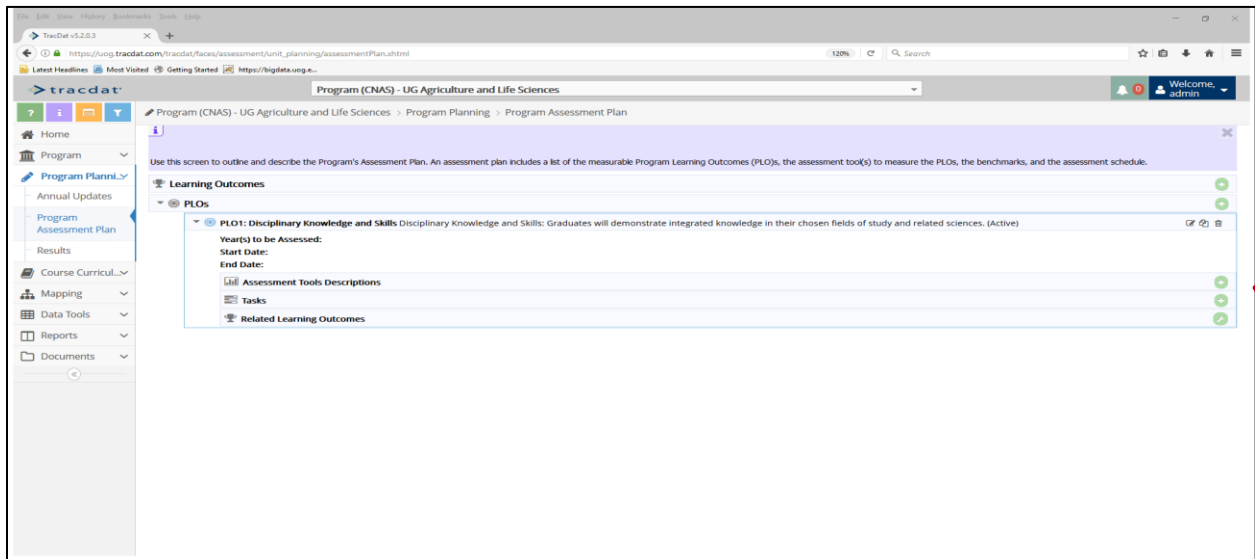 File Edit View History Bookmarks Tools Help
TracDat v5.2.0.3
https://uog.tracdat.com/tracdat/faces/assessment/unit_planning/assessmentPlan.xhtml 120% Search
Latest Headlines Most Visited Getting Started https://bigdata.uog.e...
tracdat Program (CNAS) - UG Agriculture and Life Sciences 0 Welcome, admin
Program (CNAS) - UG Agriculture and Life Sciences > Program Planning > Program Assessment Plan
Home
Program
Program Planni...
Annual Updates
Program
Assessment Plan
Results
Course Curricul...
Mapping
Data Tools
Reports
Documents
Use this screen to outline and describe the Program's Assessment Plan. An assessment plan includes a list of the measurable Program Learning Outcomes (PLO)s, the assessment tool(s) to measure the PLOs, the benchmarks, and the assessment schedule.
Learning Outcomes
PLOs
PLO1: Disciplinary Knowledge and Skills Disciplinary Knowledge and Skills: Graduates will demonstrate integrated knowledge in their chosen fields of study and related sciences. (Active)
Year(s) to be Assessed:
Start Date:
End Date:
Assessment Tools Descriptions
Tasks
Related Learning Outcomes